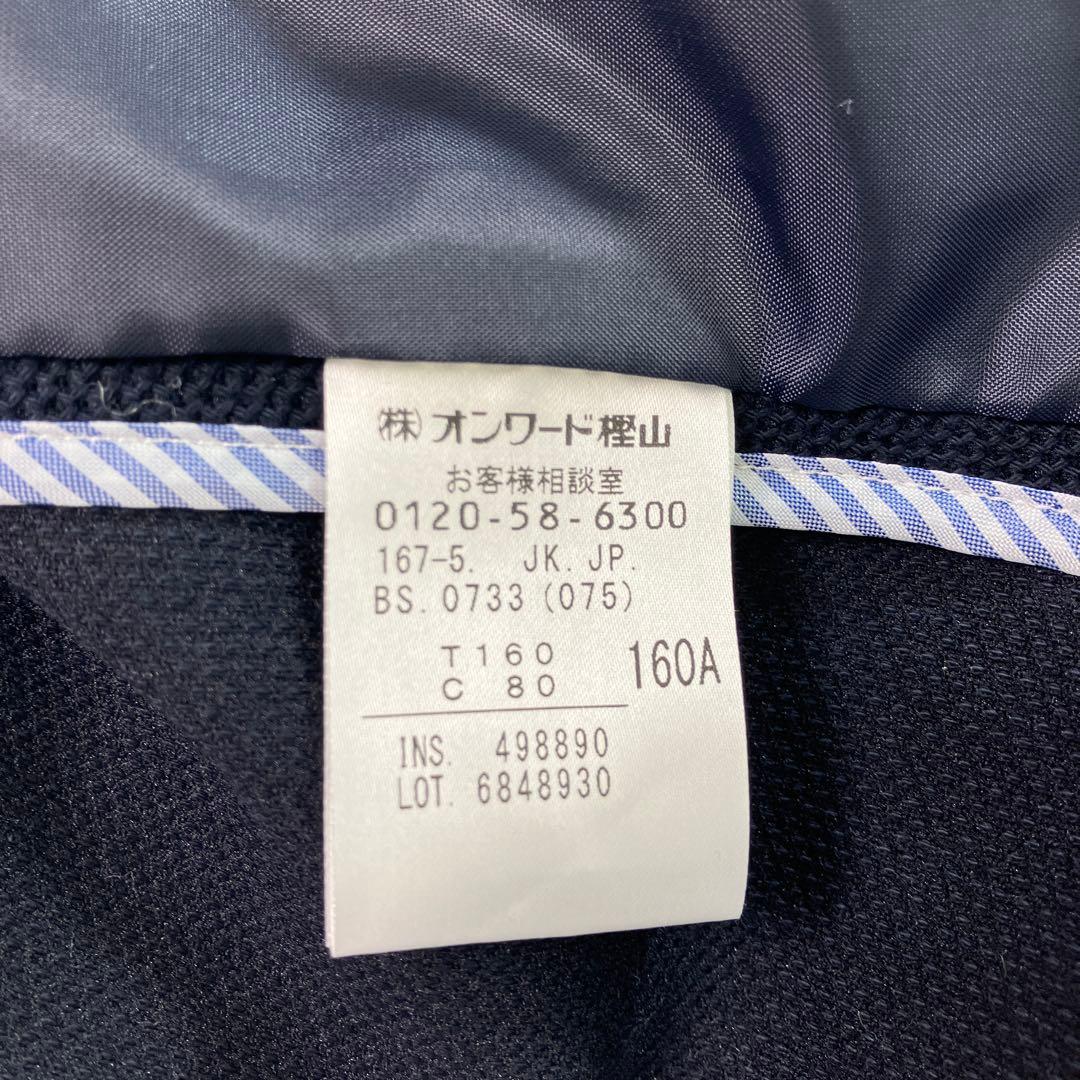 ㈱オンワード樫山
お客様相談室
0120-58-6300
167-5. JK. JP.
BS. 0733 (075)
T 160
C 80
160A
INS. 498890
LOT. 6848930